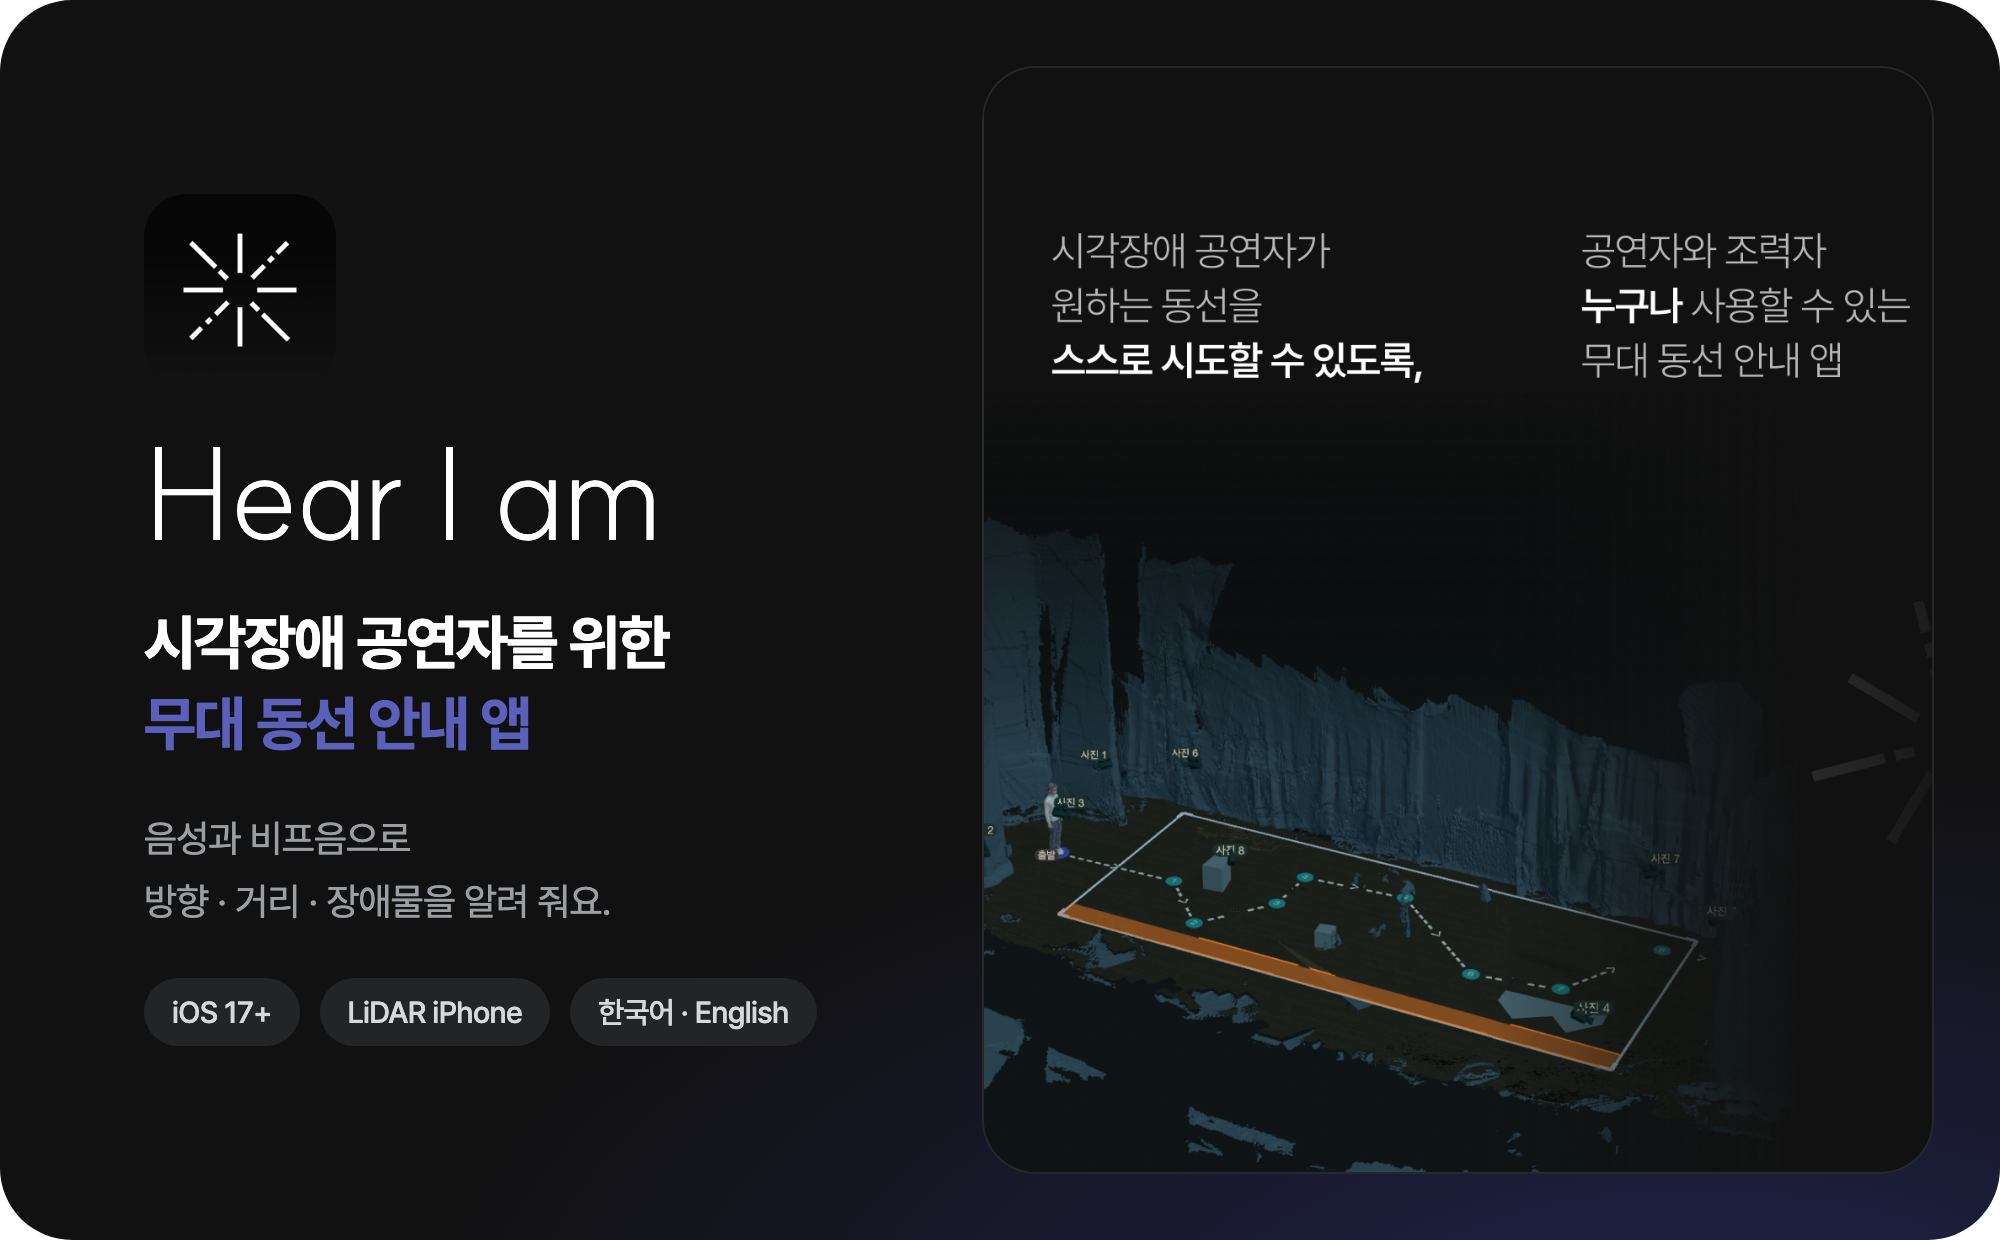 Hear I am
시각장애 공연자를 위한
무대 동선 안내 앱
음성과 비프음으로
방향 · 거리 · 장애물을 알려 줘요.
iOS 17+
LiDAR iPhone
한국어 · English
시각장애 공연자가
원하는 동선을
스스로 시도할 수 있도록,
공연자와 조력자
누구나 사용할 수 있는
무대 동선 안내 앱
사진 1
사진 6
사진 3
2
출발
사진 8
사진 7
사진
사진 4